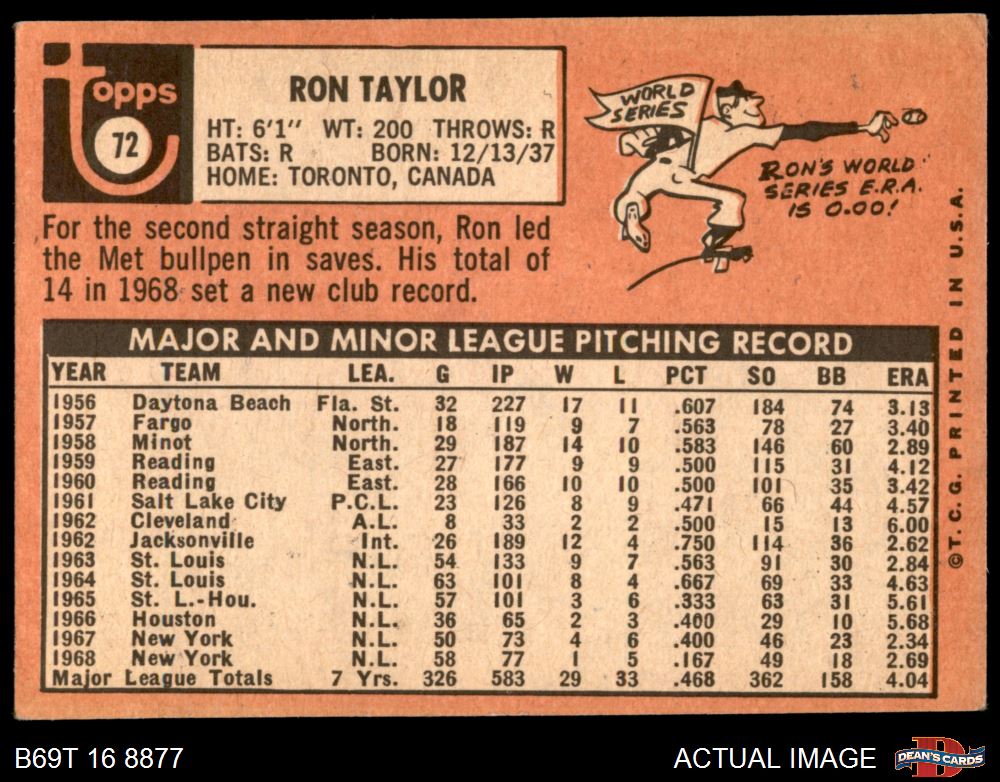 topps
72
RON TAYLOR
HT: 6'1" WT: 200 THROWS: R
BATS: R BORN: 12/13/37
HOME: TORONTO, CANADA
WORLD
SERIES
RON'S WORLD
SERIES E.R.A.
IS 0.00!
For the second straight season, Ron led
the Met bullpen in saves. His total of
14 in 1968 set a new club record.
MAJOR AND MINOR LEAGUE PITCHING RECORD
YEAR TEAM LEA. G IP W L PCT SO BB ERA
1956 Daytona Beach Fla. St. 32 227 17 11 .607 184 74 3.13
1957 Fargo North. 18 119 9 7 .563 78 27 3.40
1958 Minot North. 29 187 14 10 .583 146 60 2.89
1959 Reading East. 27 177 9 9 .500 115 31 4.12
1960 Reading East. 28 166 10 10 .500 101 35 3.42
1961 Salt Lake City P.C.L. 23 126 8 9 .471 66 44 4.57
1962 Cleveland A.L. 8 33 2 2 .500 15 13 6.00
1962 Jacksonville Int. 26 189 12 4 .750 114 36 2.62
1963 St. Louis N.L. 54 133 9 7 .563 91 30 2.84
1964 St. Louis N.L. 63 101 8 4 .667 69 33 4.63
1965 St. L.-Hou. N.L. 57 101 3 6 .333 63 31 5.61
1966 Houston N.L. 36 65 2 3 .400 29 10 5.68
1967 New York N.L. 50 73 4 6 .400 46 23 2.34
1968 New York N.L. 58 77 1 5 .167 49 18 2.69
Major League Totals 7 Yrs. 326 583 29 33 .468 362 158 4.04
©T.C.G. PRINTED IN U.S.A.
B69T 16 8877
ACTUAL IMAGE
D
DEAN'S CARDS